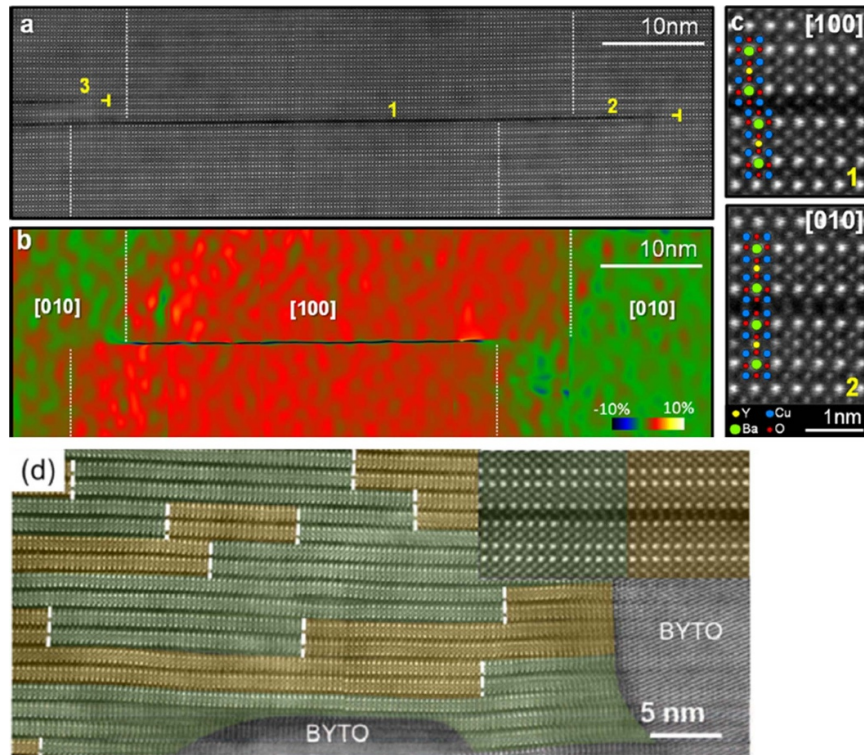 a
10nm
3
1
2
c
[100]
1
b
10nm
[010]
[100]
[010]
-10%
10%
[010]
2
Y
Cu
Ba
O
1nm
(d)
BYTO
BYTO
5 nm